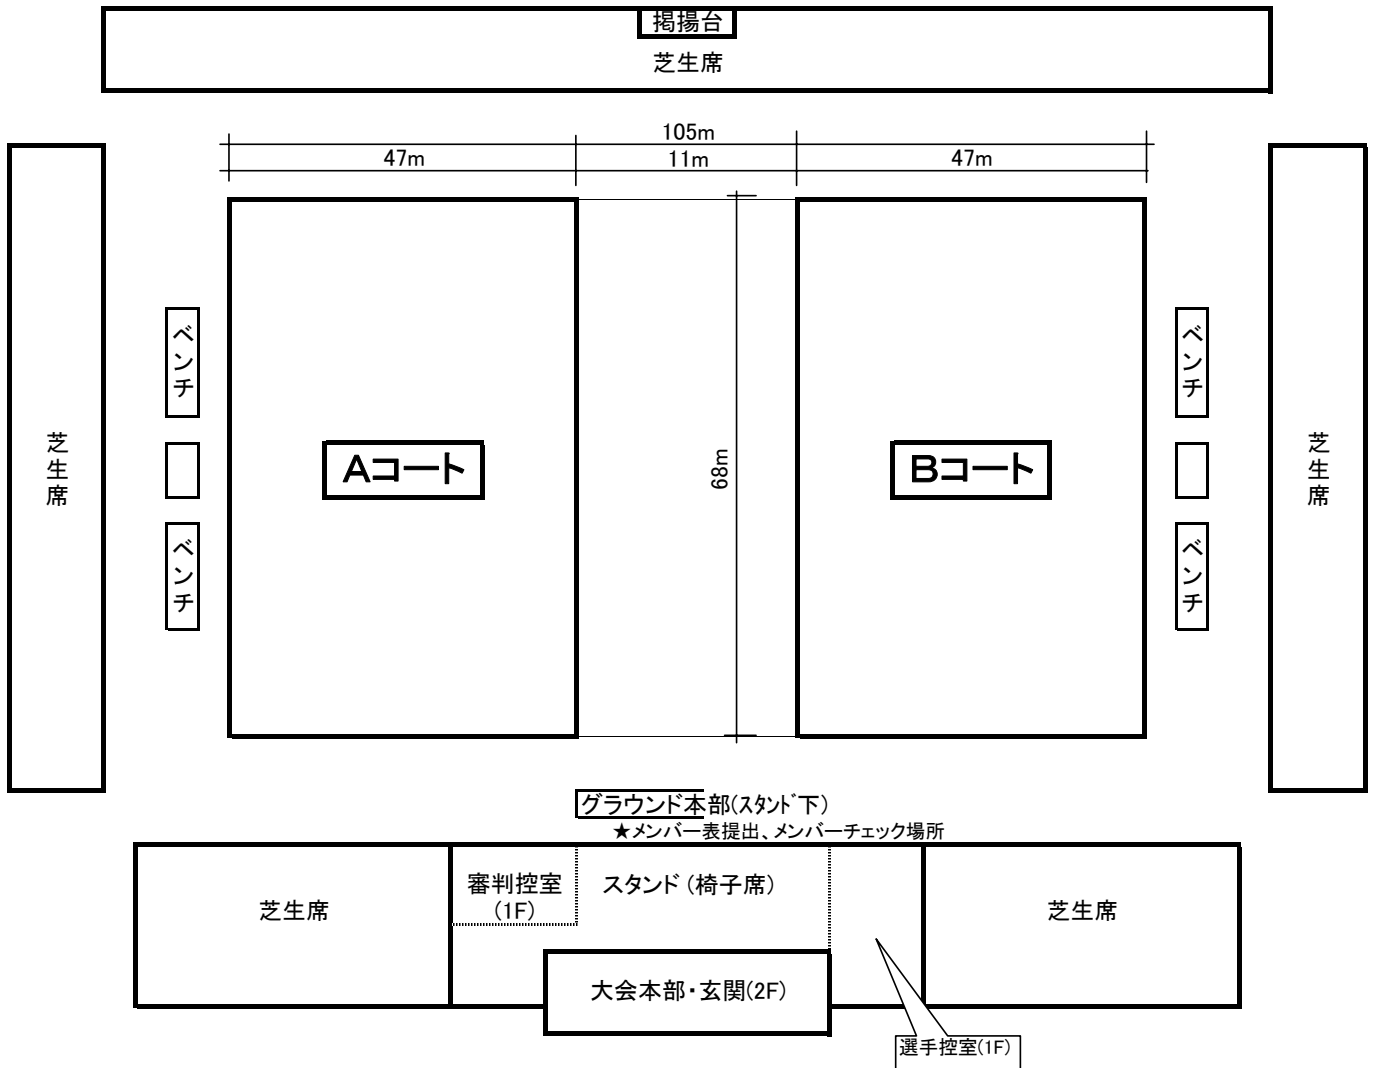 掲揚台
芝生席
105m
47m
11m
47m
ベンチ
ベンチ
芝生席
Aコート
68m
Bコート
芝生席
ベンチ
ベンチ
グラウンド本部(ｽﾀﾝﾄﾞ下)
★メンバー表提出、メンバーチェック場所
審判控室
(1F)
スタンド(椅子席)
芝生席
芝生席
大会本部・玄関(2F)
選手控室(1F)